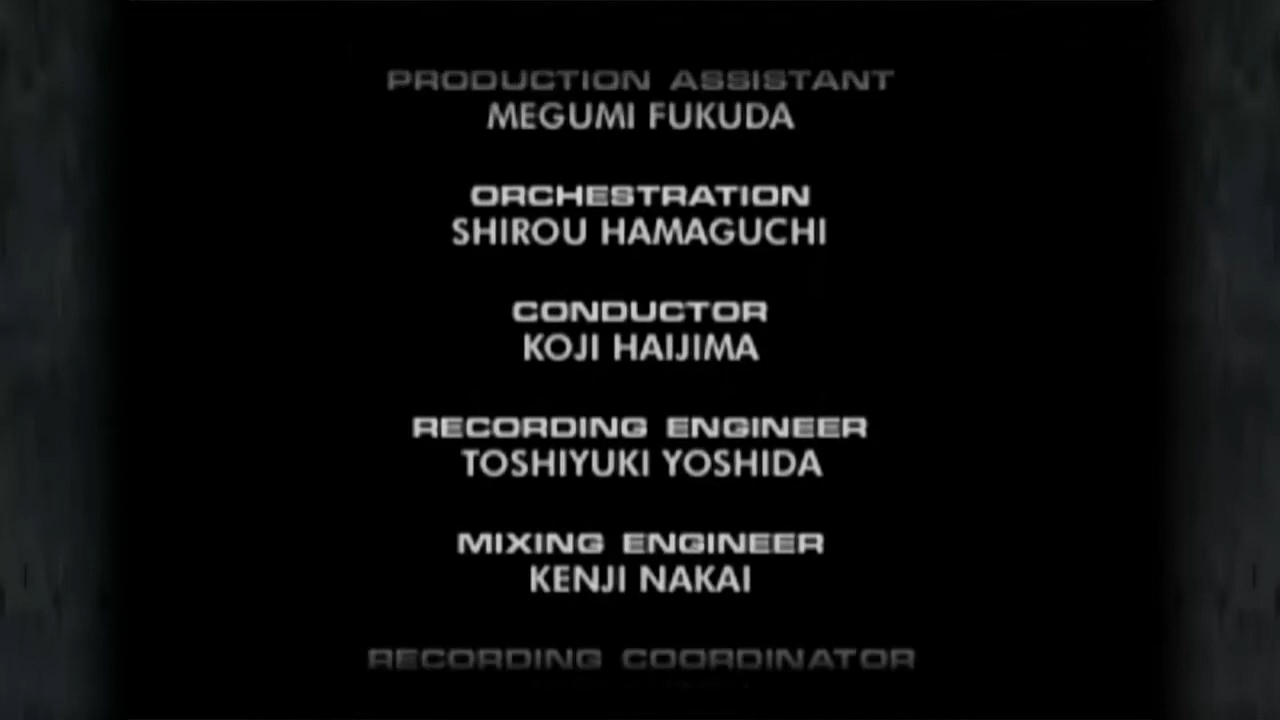 PRODUCTION ASSISTANT
MEGUMI FUKUDA
ORCHESTRATION
SHIROU HAMAGUCHI
CONDUCTOR
KOJI HAIJIMA
RECORDING ENGINEER
TOSHIYUKI YOSHIDA
MIXING ENGINEER
KENJI NAKAI
RECORDING COORDINATOR